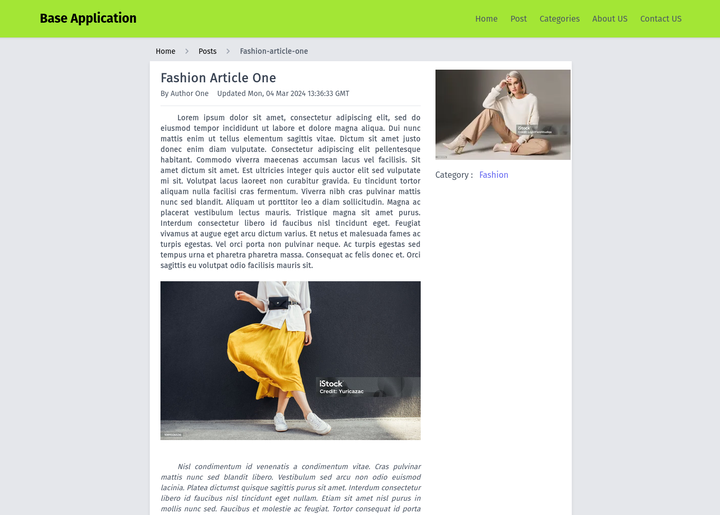 Base Application
Home Post Categories About US Contact US
Home > Posts > Fashion-article-one
Fashion Article One
By Author One Updated Mon, 04 Mar 2024 13:36:33 GMT
Lorem ipsum dolor sit amet, consectetur adipiscing elit, sed do
eiusmod tempor incididunt ut labore et dolore magna aliqua. Dui nunc
mattis enim ut tellus elementum sagittis vitae. Dictum sit amet justo
donec enim diam vulputate. Consectetur adipiscing elit pellentesque
habitant. Commodo viverra maecenas accumsan lacus vel facilisis. Sit
amet dictum sit amet. Est ultricies integer quis auctor elit sed vulputate
mi sit. Volutpat lacus laoreet non curabitur gravida. Eu tincidunt tortor
aliquam nulla facilisi cras fermentum. Viverra nibh cras pulvinar mattis
nunc sed blandit. Aliquam ut porttitor leo a diam sollicitudin. Magna ac
placerat vestibulum lectus mauris. Tristique magna sit amet purus.
Interdum consectetur libero id faucibus nisl tincidunt eget. Feugiat
vivamus at augue eget arcu dictum varius. Et netus et malesuada fames ac
turpis egestas. Vel orci porta non pulvinar neque. Ac turpis egestas sed
tempus urna et pharetra pharetra massa. Consequat ac felis donec et. Orci
sagittis eu volutpat odio facilisis mauris sit.
iStock
Credit: Yuricazac
Nisl condimentum id venenatis a condimentum vitae. Cras pulvinar
mattis nunc sed blandit libero. Vestibulum sed arcu non odio euismod
lacinia. Platea dictumst quisque sagittis purus sit amet. Interdum consectetur
libero id faucibus nisl tincidunt eget nullam. Etiam sit amet nisl purus in
mollis nunc sed. Faucibus et molestie ac feugiat. Tortor consequat id porta
iStock
Category : Fashion